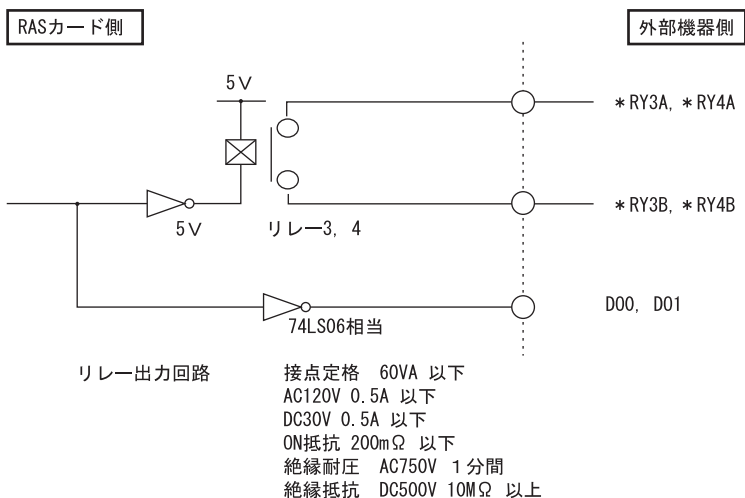 RASカード側
外部機器側
5V
*RY3A, *RY4A
5V
リレー3, 4
*RY3B, *RY4B
DO0, DO1
74LS06相当
リレー出力回路
接点定格 60VA 以下
AC120V 0.5A 以下
DC30V 0.5A 以下
ON抵抗 200mΩ 以下
絶縁耐圧 AC750V 1分間
絶縁抵抗 DC500V 10MΩ 以上